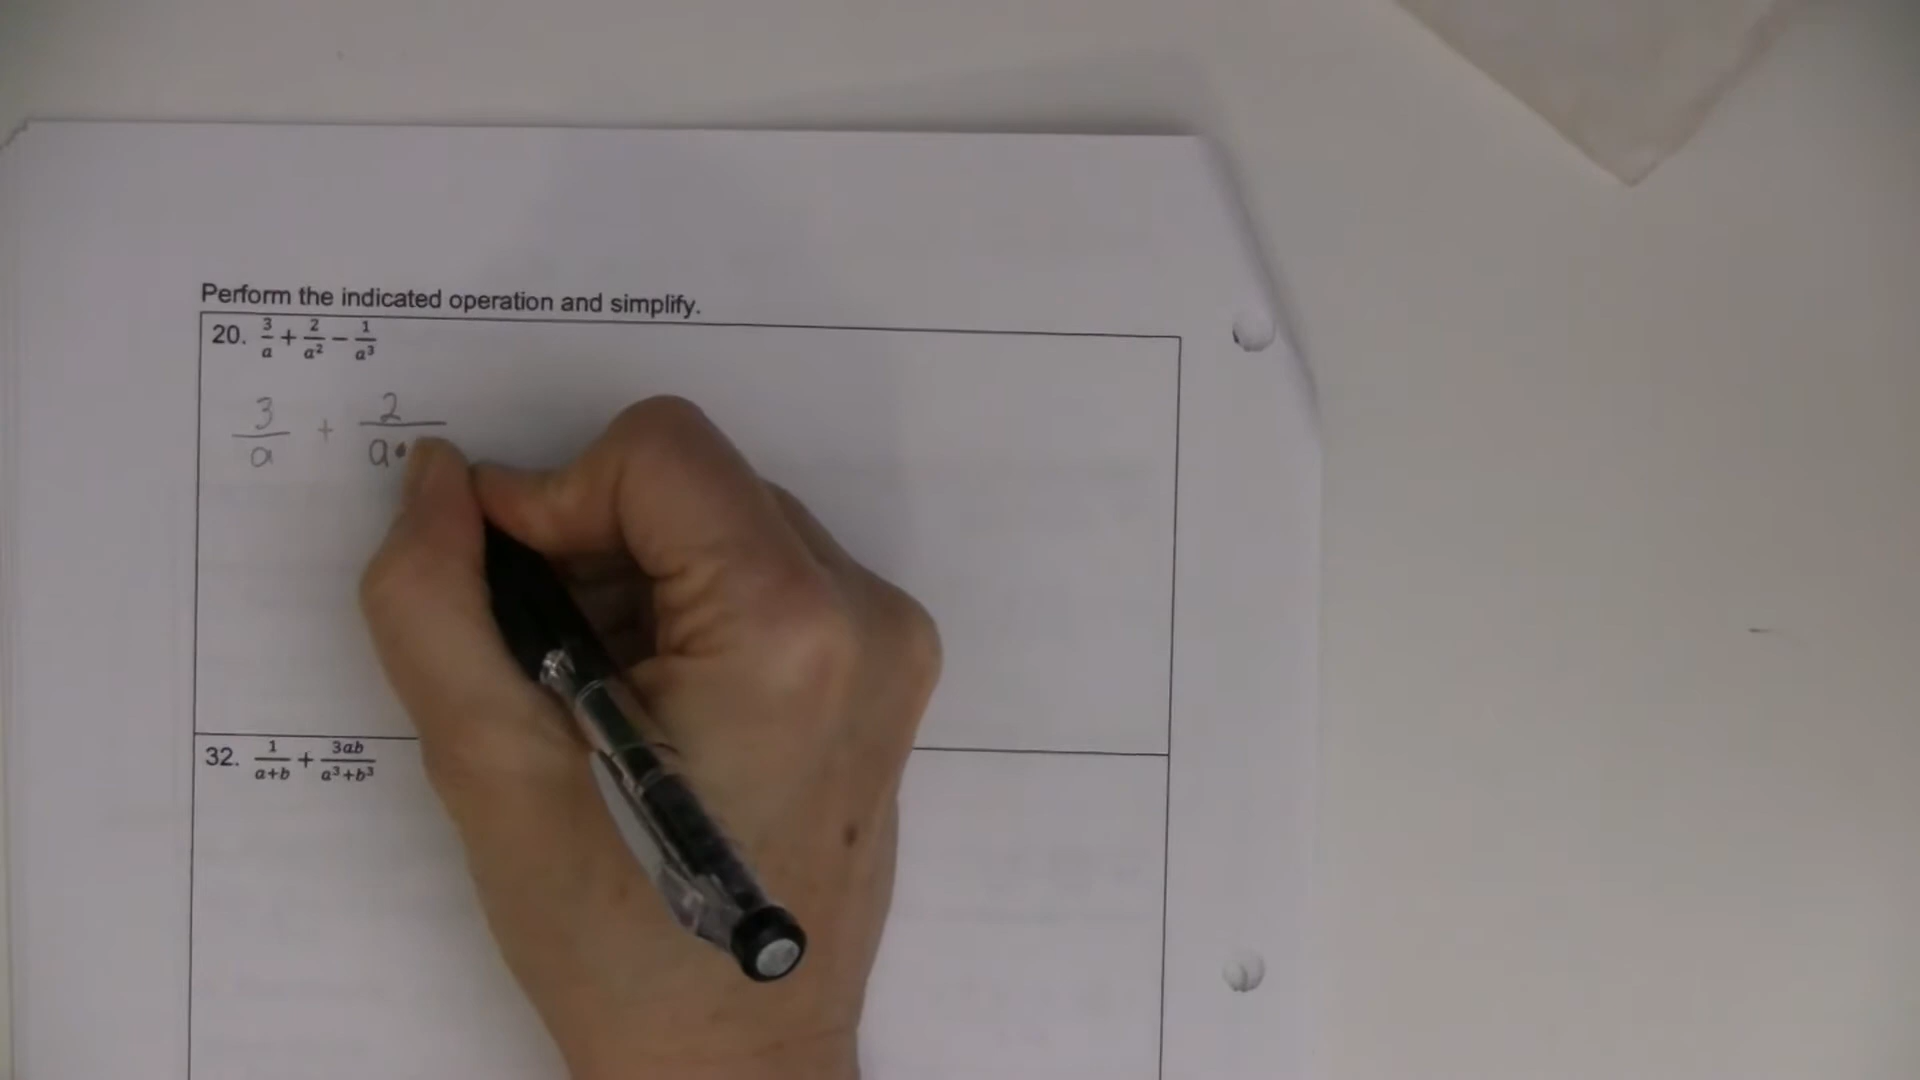 Perform the indicated operation and simplify.
20. 3/a + 2/a² − 1/a³
3/a + 2/a•
32. 1/(a+b) + 3ab/(a³+b³)